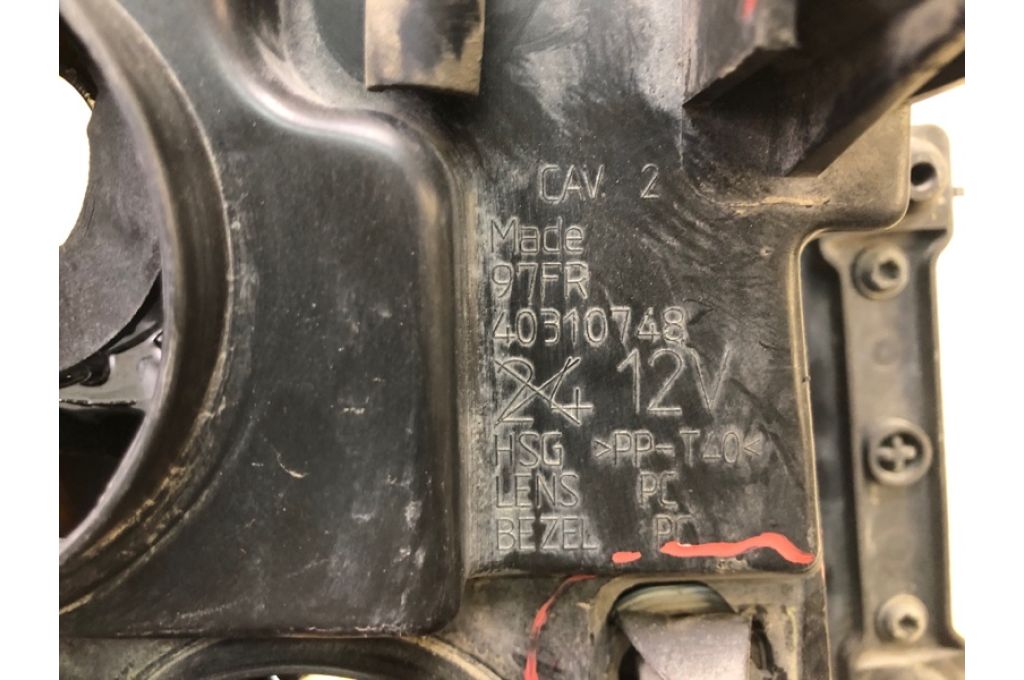 CAV. 2
Made
97FR
40310748
24 12V
HSG >PP-T40<
LENS PC
BEZEL PC